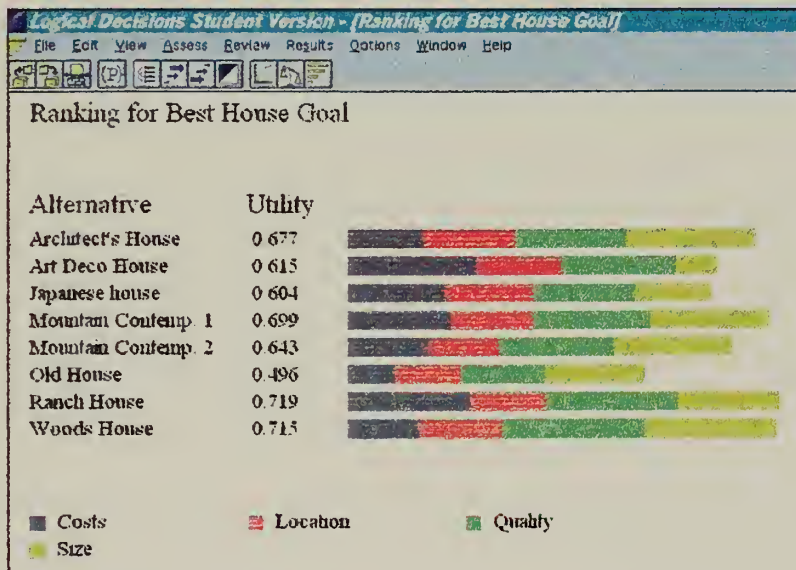 Logical Decisions Student Version - [Ranking for Best House Goal]
File Edit View Assess Review Results Options Window Help
(P)
Ranking for Best House Goal
Alternative Utility
Architect's House 0.677
Art Deco House 0.615
Japanese house 0.604
Mountain Contemp. 1 0.699
Mountain Contemp. 2 0.643
Old House 0.496
Ranch House 0.719
Woods House 0.715
Costs Location Quality
Size